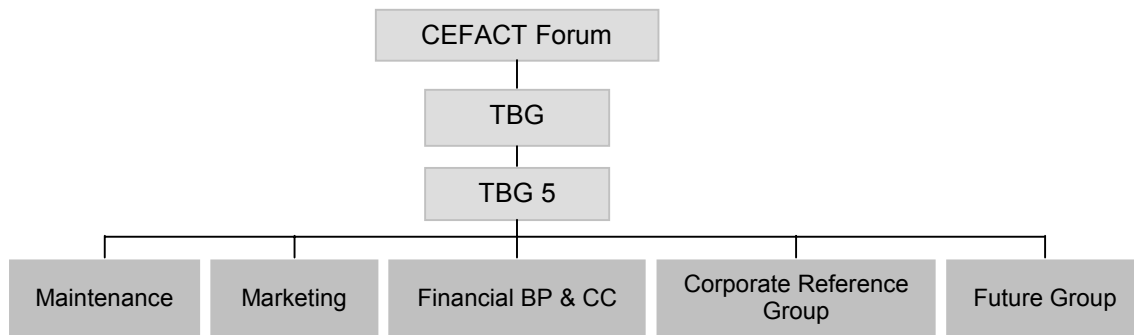 CEFACT Forum
TBG
TBG 5
Maintenance
Marketing
Financial BP & CC
Corporate Reference
Group
Future Group